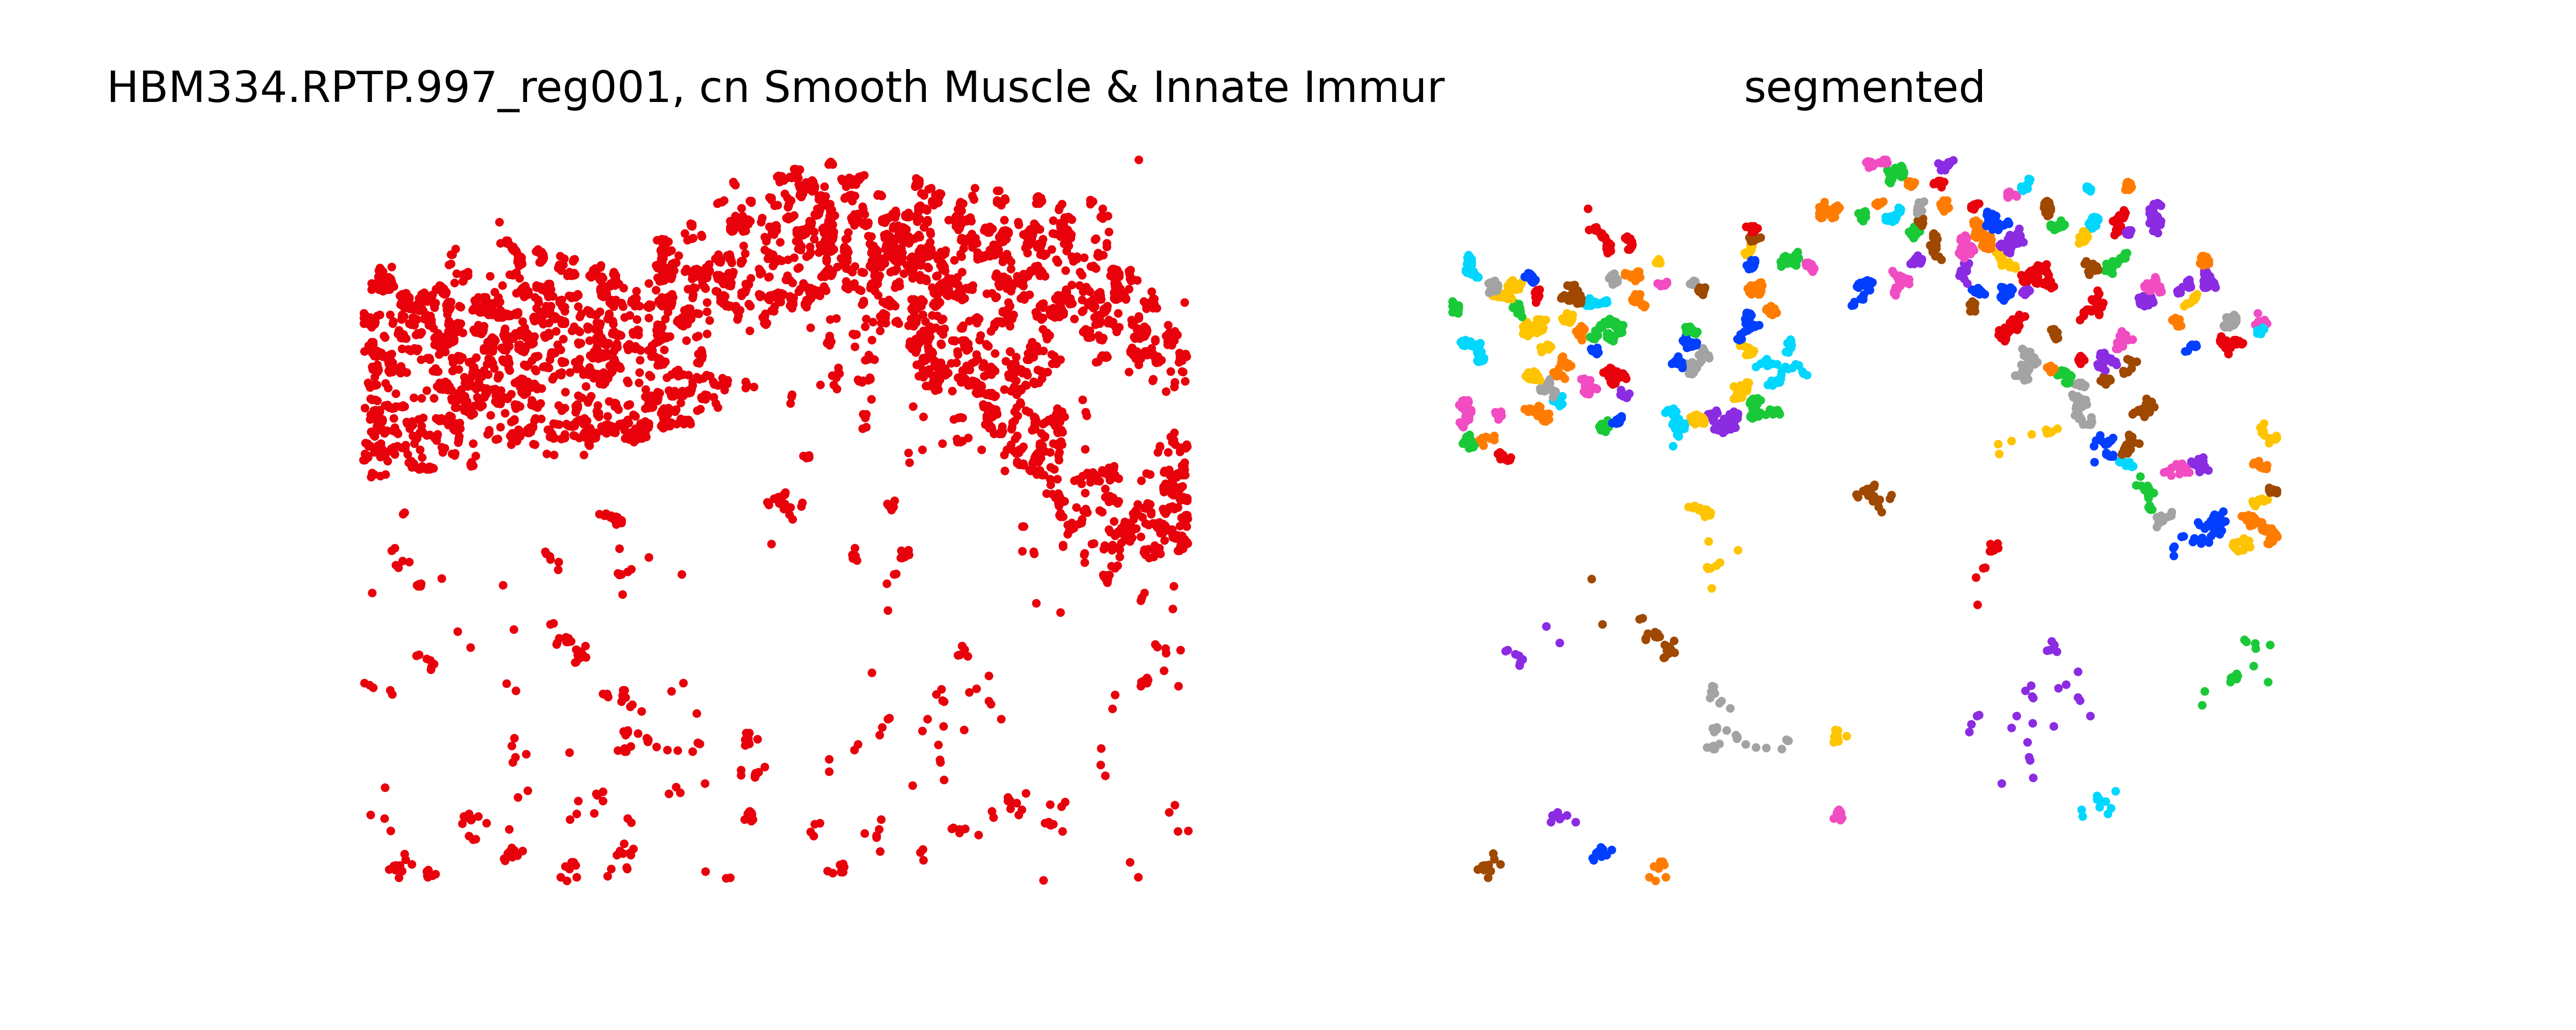 HBM334.RPTP.997_reg001, cn Smooth Muscle & Innate Immur
segmented